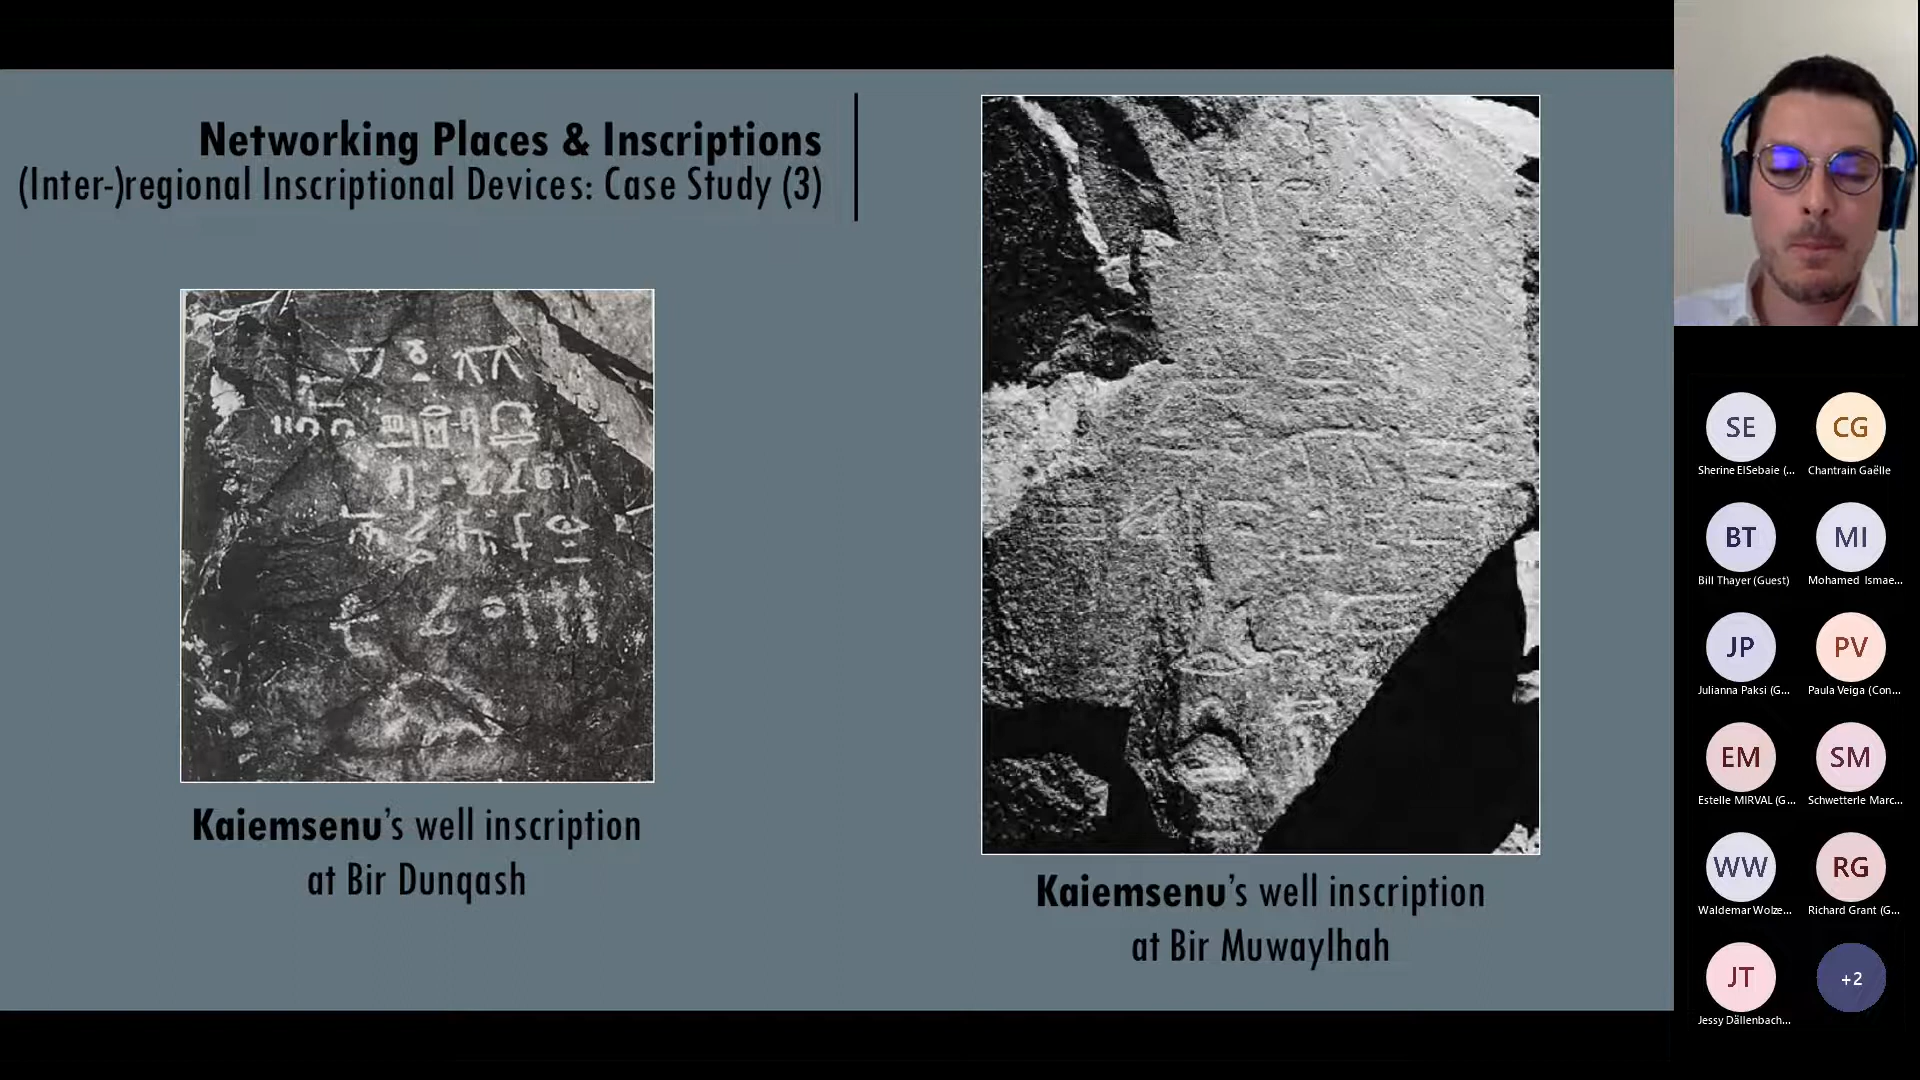 Networking Places & Inscriptions
(Inter-)regional Inscriptional Devices: Case Study (3)
Kaiemsenu's well inscription
at Bir Dunqash
Kaiemsenu's well inscription
at Bir Muwaylhah
SE
Sherine ElSebaie (...
CG
Chantrain Gaëlle
BT
Bill Thayer (Guest)
MI
Mohamed Ismae...
JP
Julianna Paksi (G...
PV
Paula Veiga (Con...
EM
Estelle MIRVAL (G...
SM
Schwetterle Marc...
WW
Waldemar Wolze...
RG
Richard Grant (G...
JT
Jessy Dällenbach...
+2